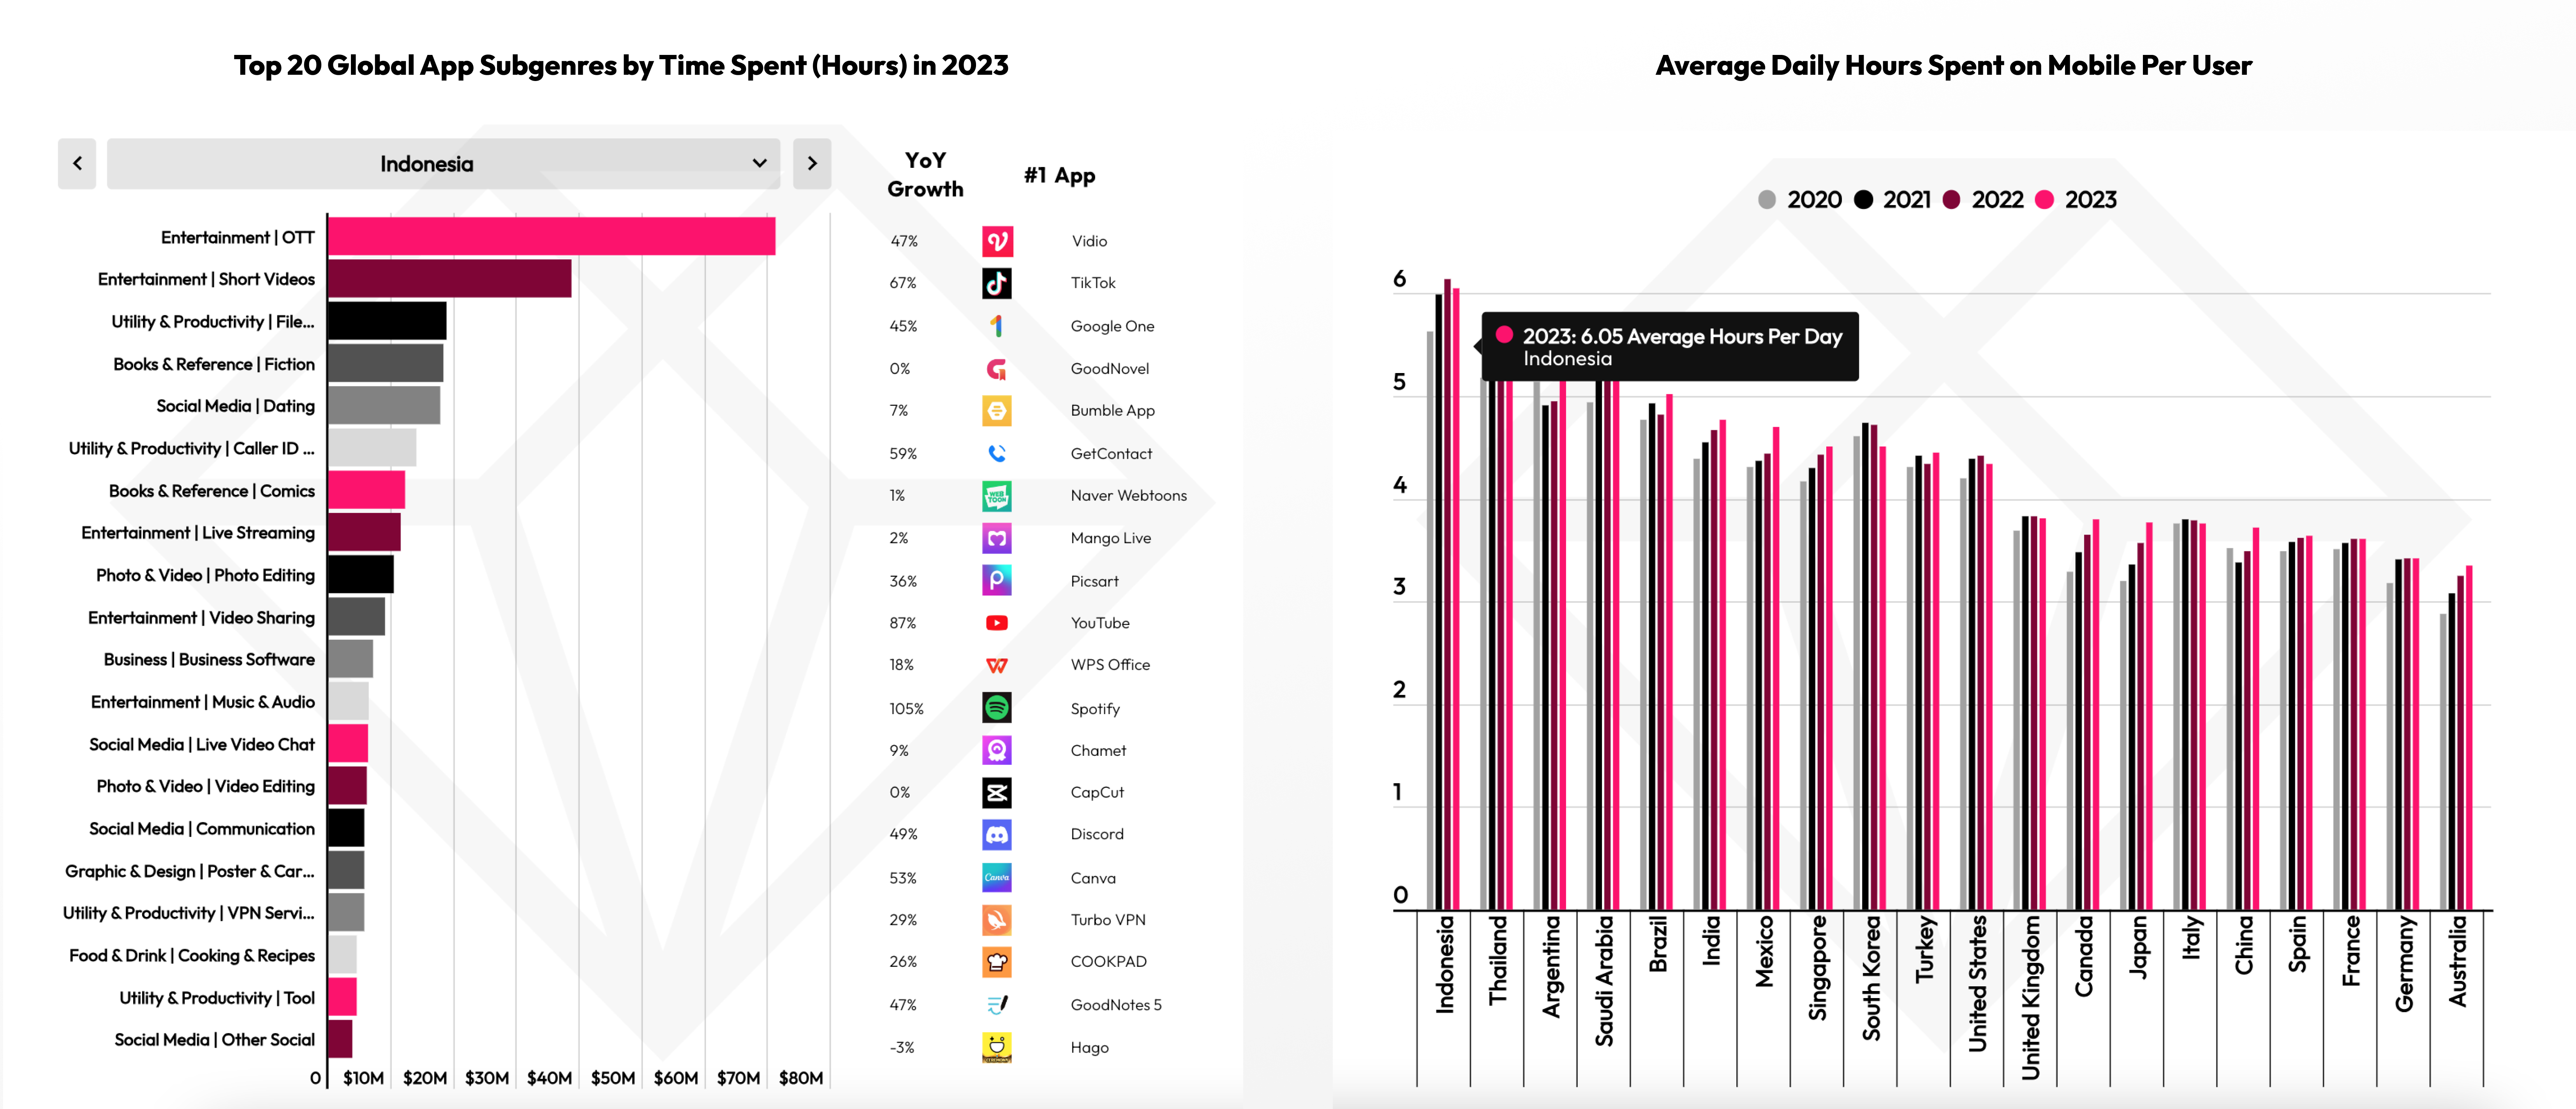 Top 20 Global App Subgenres by Time Spent (Hours) in 2023
Indonesia
YoY
Growth
#1 App
Entertainment | OTT
47%
Vidio
Entertainment | Short Videos
67%
TikTok
Utility & Productivity | File...
45%
Google One
Books & Reference | Fiction
0%
GoodNovel
Social Media | Dating
7%
Bumble App
Utility & Productivity | Caller ID ...
59%
GetContact
Books & Reference | Comics
1%
WEB
TOON
Naver Webtoons
Entertainment | Live Streaming
2%
Mango Live
Photo & Video | Photo Editing
36%
Picsart
Entertainment | Video Sharing
87%
YouTube
Business | Business Software
18%
WPS Office
Entertainment | Music & Audio
105%
Spotify
Social Media | Live Video Chat
9%
Chamet
Photo & Video | Video Editing
0%
CapCut
Social Media | Communication
49%
Discord
Graphic & Design | Poster & Car...
53%
Canva
Canva
Utility & Productivity | VPN Servi...
29%
Turbo VPN
Food & Drink | Cooking & Recipes
26%
COOKPAD
Utility & Productivity | Tool
47%
GoodNotes 5
Social Media | Other Social
-3%
Hago
0 $10M $20M $30M $40M $50M $60M $70M $80M
Average Daily Hours Spent on Mobile Per User
2020 2021 2022 2023
6
5
4
3
2
1
0
2023: 6.05 Average Hours Per Day
Indonesia
Indonesia
Thailand
Argentina
Saudi Arabia
Brazil
India
Mexico
Singapore
South Korea
Turkey
United States
United Kingdom
Canada
Japan
Italy
China
Spain
France
Germany
Australia